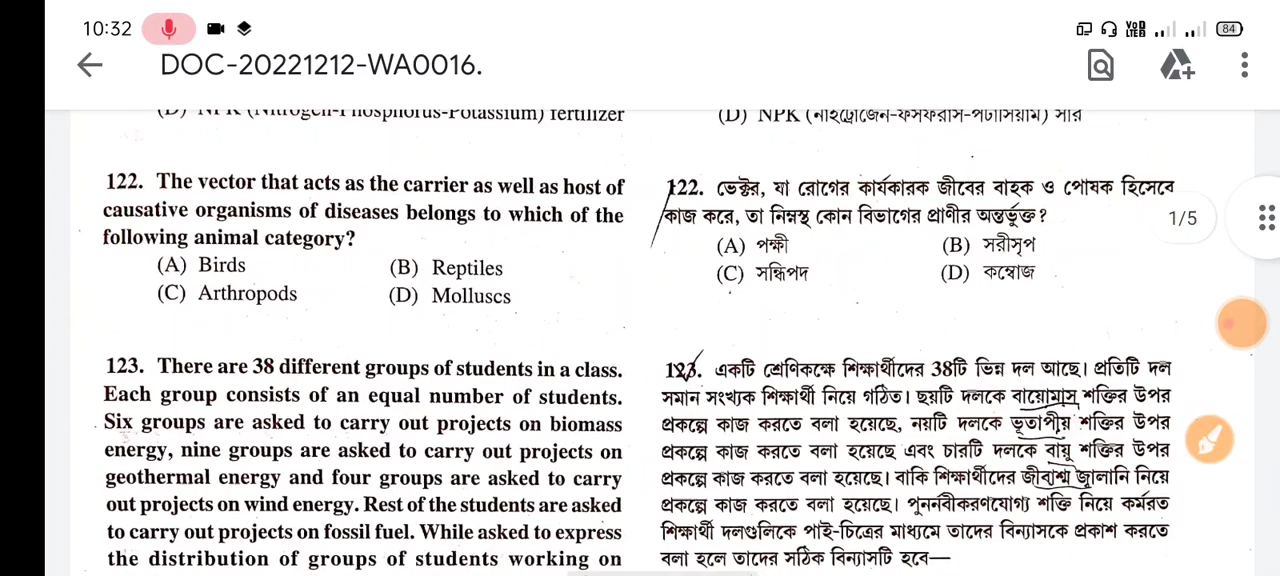 10:32
84
DOC-20221212-WA0016.
(D) NPK (Nitrogen-Phosphorus-Potassium) fertilizer
(D) NPK (নাইট্রোজেন-ফসফরাস-পটাসিয়াম) সার
122. The vector that acts as the carrier as well as host of
causative organisms of diseases belongs to which of the
following animal category?
(A) Birds (B) Reptiles
(C) Arthropods (D) Molluscs
122. ভেক্টর, যা রোগের কার্যকারক জীবের বাহক ও পোষক হিসেবে
কাজ করে, তা নিম্নস্থ কোন বিভাগের প্রাণীর অন্তর্ভুক্ত?
(A) পক্ষী (B) সরীসৃপ
(C) সন্ধিপদ (D) কম্বোজ
1/5
123. There are 38 different groups of students in a class.
Each group consists of an equal number of students.
Six groups are asked to carry out projects on biomass
energy, nine groups are asked to carry out projects on
geothermal energy and four groups are asked to carry
out projects on wind energy. Rest of the students are asked
to carry out projects on fossil fuel. While asked to express
the distribution of groups of students working on
123. একটি শ্রেণিকক্ষে শিক্ষার্থীদের 38টি ভিন্ন দল আছে। প্রতিটি দল
সমান সংখ্যক শিক্ষার্থী নিয়ে গঠিত। ছয়টি দলকে বায়োমাস শক্তির উপর
প্রকল্পে কাজ করতে বলা হয়েছে, নয়টি দলকে ভূতাপীয় শক্তির উপর
প্রকল্পে কাজ করতে বলা হয়েছে এবং চারটি দলকে বায়ু শক্তির উপর
প্রকল্পে কাজ করতে বলা হয়েছে। বাকি শিক্ষার্থীদের জীবাশ্ম জ্বালানি নিয়ে
প্রকল্পে কাজ করতে বলা হয়েছে। পুনর্নবীকরণযোগ্য শক্তি নিয়ে কর্মরত
শিক্ষার্থী দলগুলিকে পাই-চিত্রের মাধ্যমে তাদের বিন্যাসকে প্রকাশ করতে
বলা হলে তাদের সঠিক বিন্যাসটি হবে—